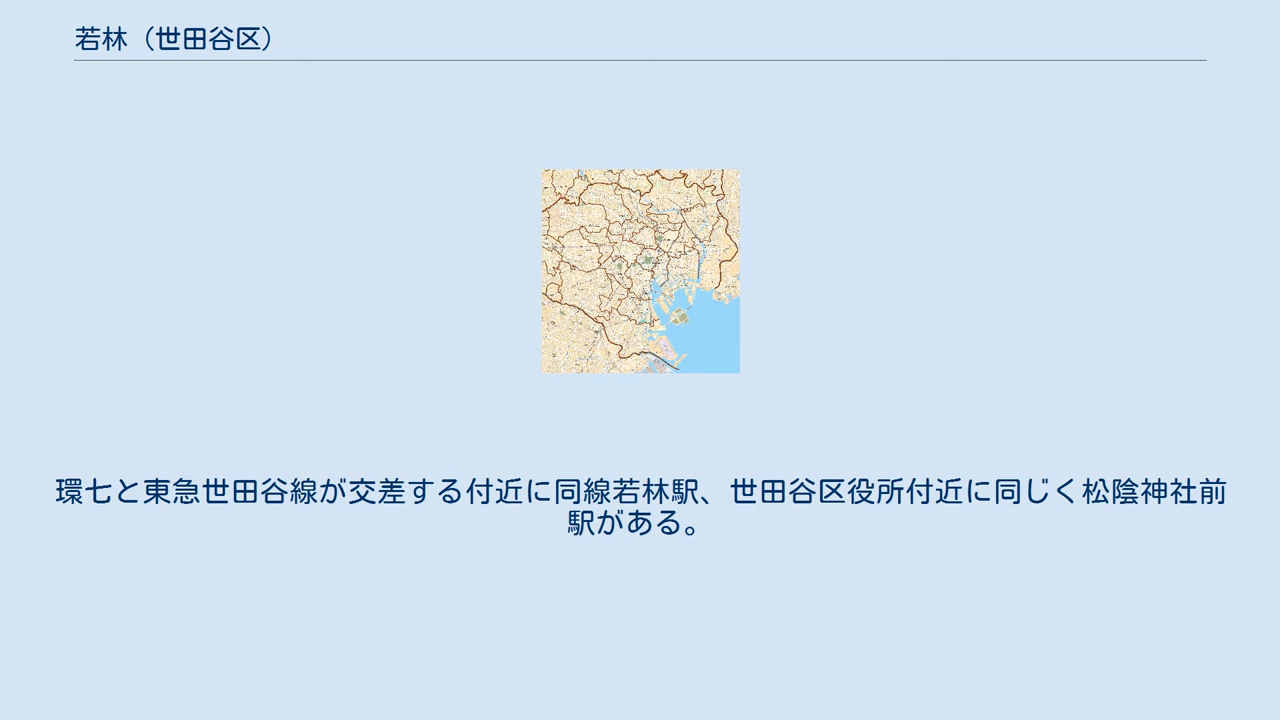 若林（世田谷区）
環七と東急世田谷線が交差する付近に同線若林駅、世田谷区役所付近に同じく松陰神社前
駅がある。